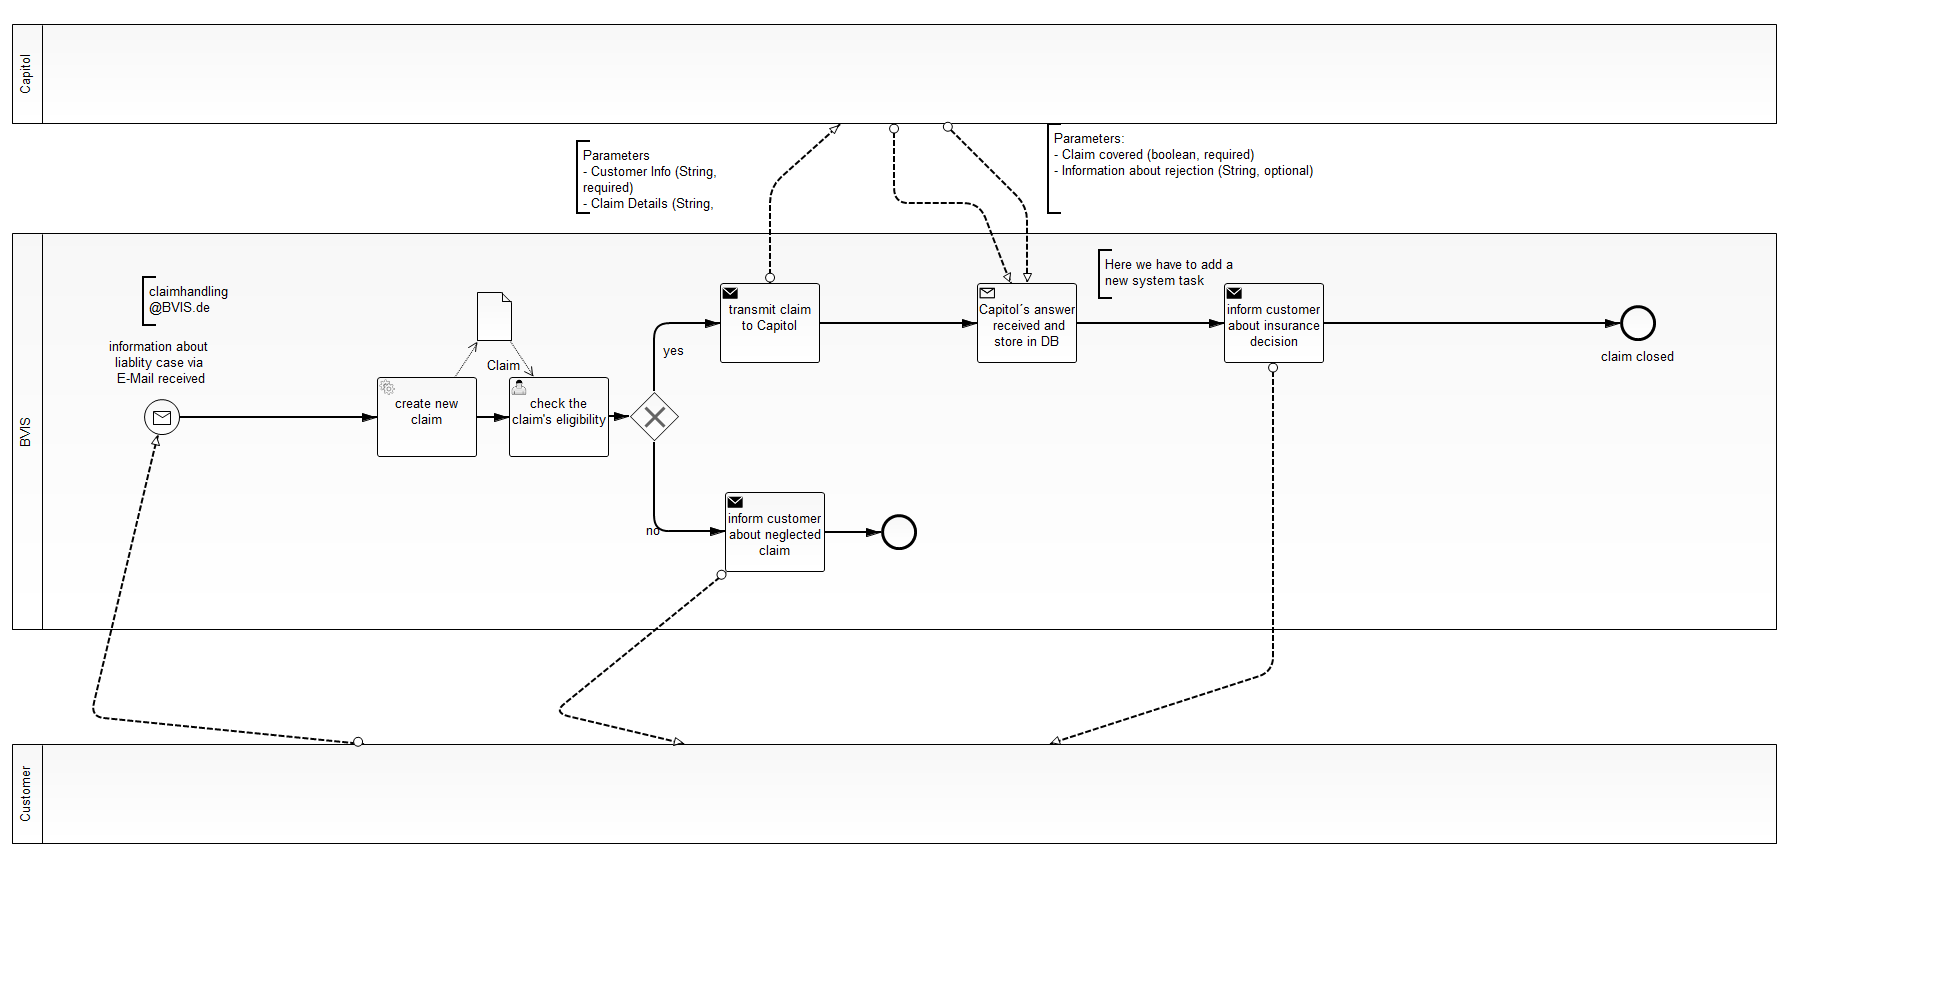 Capitol
Parameters
- Customer Info (String,
required)
- Claim Details (String,
Parameters:
- Claim covered (boolean, required)
- Information about rejection (String, optional)
BVIS
claimhandling
@BVIS.de
information about
liablity case via
E-Mail received
create new
claim
Claim
check the
claim's eligibility
yes
no
transmit claim
to Capitol
Capitol´s answer
received and
store in DB
Here we have to add a
new system task
inform customer
about insurance
decision
claim closed
inform customer
about neglected
claim
Customer